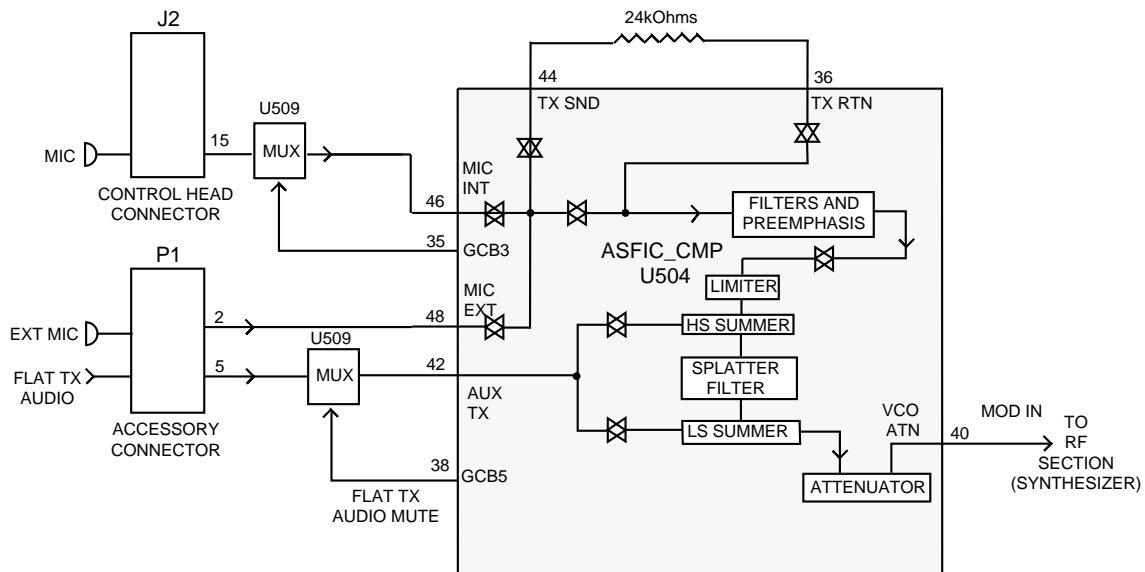 J2
24kOhms
44
36
TX SND
TX RTN
U509
MUX
15
MIC
CONTROL HEAD
CONNECTOR
MIC
INT
46
35
GCB3
FILTERS AND
PREEMPHASIS
ASFIC_CMP
U504
LIMITER
P1
MIC
EXT
2
48
EXT MIC
HS SUMMER
U509
MUX
FLAT TX
AUDIO
5
42
AUX
TX
SPLATTER
FILTER
ACCESSORY
CONNECTOR
LS SUMMER
VCO
ATN
40
MOD IN
TO
RF
SECTION
(SYNTHESIZER)
38
GCB5
FLAT TX
AUDIO MUTE
ATTENUATOR